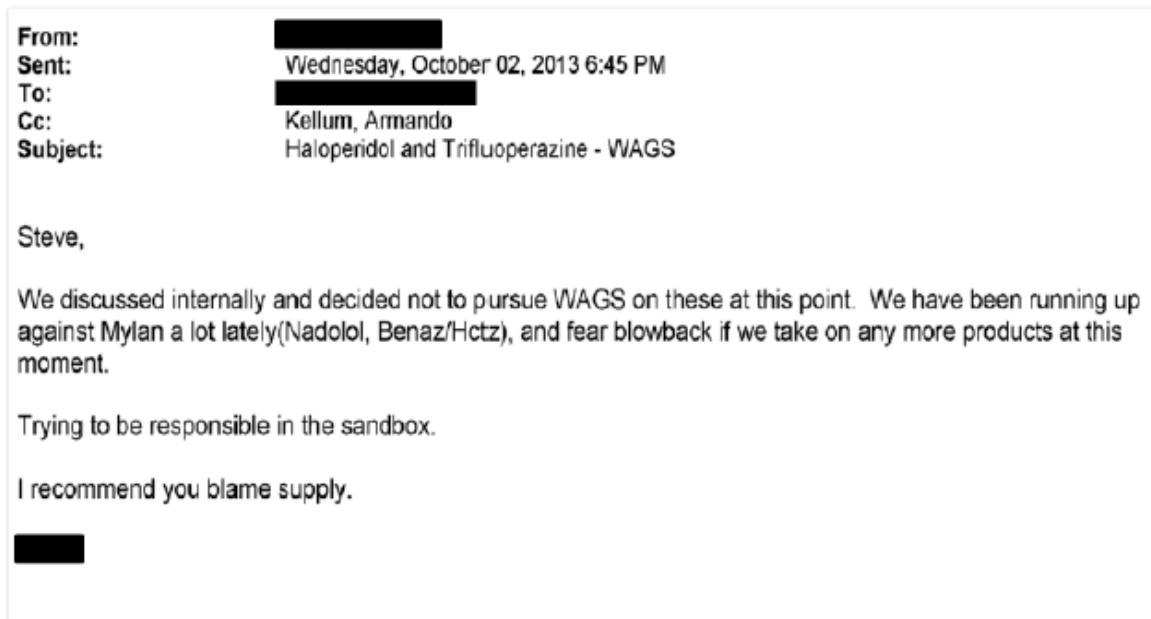 From:
Sent: Wednesday, October 02, 2013 6:45 PM
To:
Cc: Kellum, Armando
Subject: Haloperidol and Trifluoperazine - WAGS
Steve,
We discussed internally and decided not to pursue WAGS on these at this point. We have been running up
against Mylan a lot lately(Nadolol, Benaz/Hctz), and fear blowback if we take on any more products at this
moment.
Trying to be responsible in the sandbox.
I recommend you blame supply.